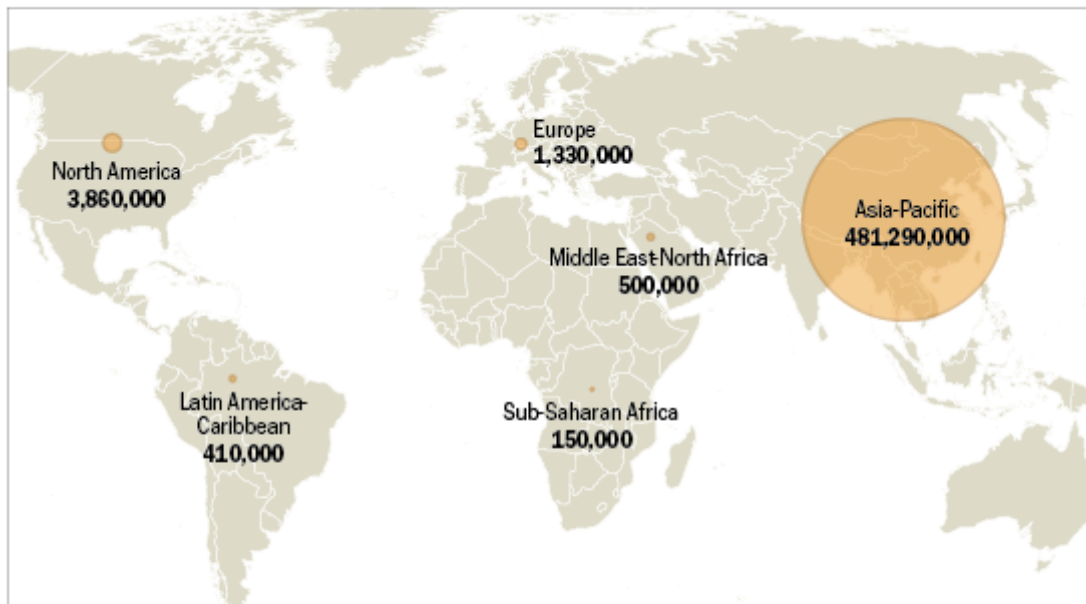 North America
3,860,000
Europe
1,330,000
Asia-Pacific
481,290,000
Middle East-North Africa
500,000
Latin America-
Caribbean
410,000
Sub-Saharan Africa
150,000